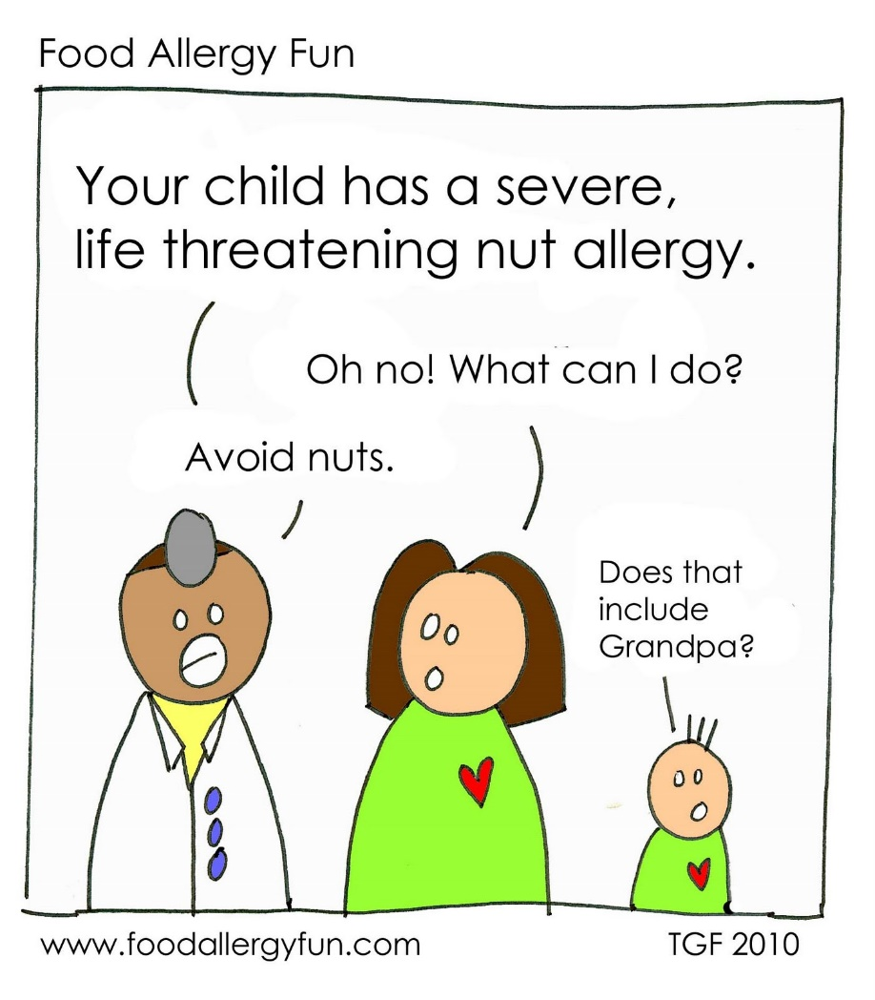 Food Allergy Fun
Your child has a severe,
life threatening nut allergy.
Oh no! What can I do?
Avoid nuts.
Does that
include
Grandpa?
www.foodallergyfun.com
TGF 2010